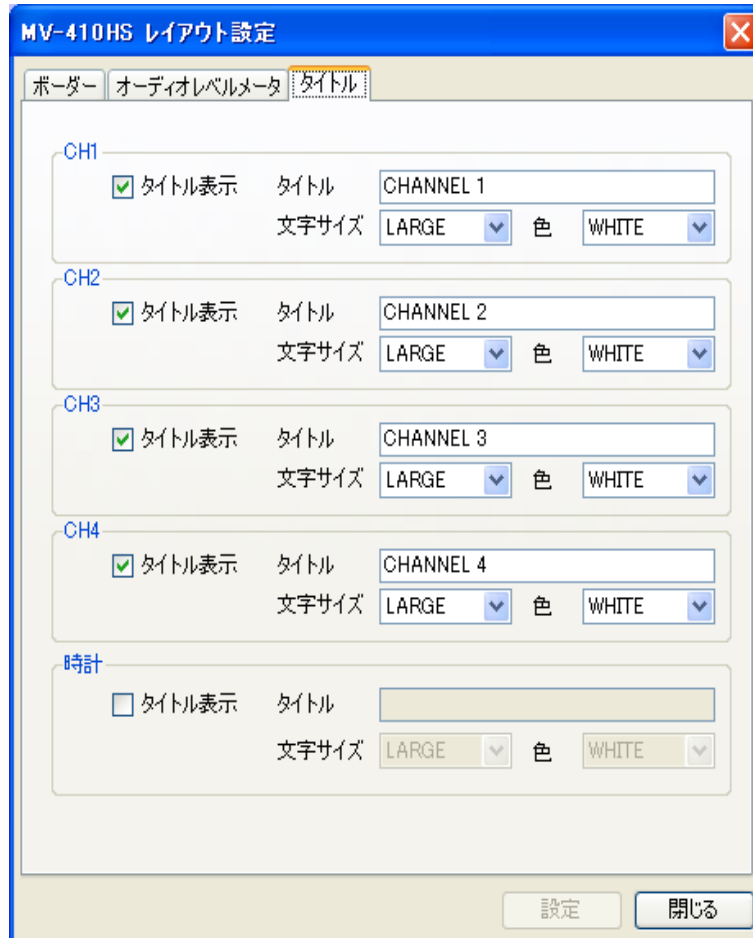 MV-410HS レイアウト設定
ボーダー オーディオレベルメータ タイトル
CH1
タイトル表示 タイトル CHANNEL 1
文字サイズ LARGE 色 WHITE
CH2
タイトル表示 タイトル CHANNEL 2
文字サイズ LARGE 色 WHITE
CH3
タイトル表示 タイトル CHANNEL 3
文字サイズ LARGE 色 WHITE
CH4
タイトル表示 タイトル CHANNEL 4
文字サイズ LARGE 色 WHITE
時計
タイトル表示 タイトル
文字サイズ LARGE 色 WHITE
設定 閉じる